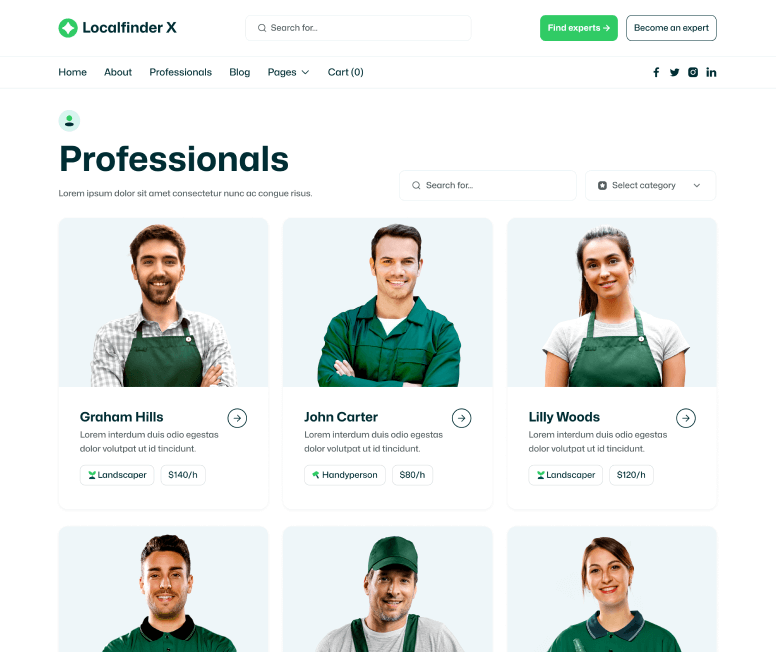 Localfinder X
Search for...
Find experts →
Become an expert
Home
About
Professionals
Blog
Pages
Cart (0)
Professionals
Lorem ipsum dolor sit amet consectetur nunc ac congue risus.
Search for...
Select category
Graham Hills
Lorem interdum duis odio egestas
dolor volutpat ut id tincidunt.
Landscaper
$140/h
John Carter
Lorem interdum duis odio egestas
dolor volutpat ut id tincidunt.
Handyperson
$80/h
Lilly Woods
Lorem interdum duis odio egestas
dolor volutpat ut id tincidunt.
Landscaper
$120/h